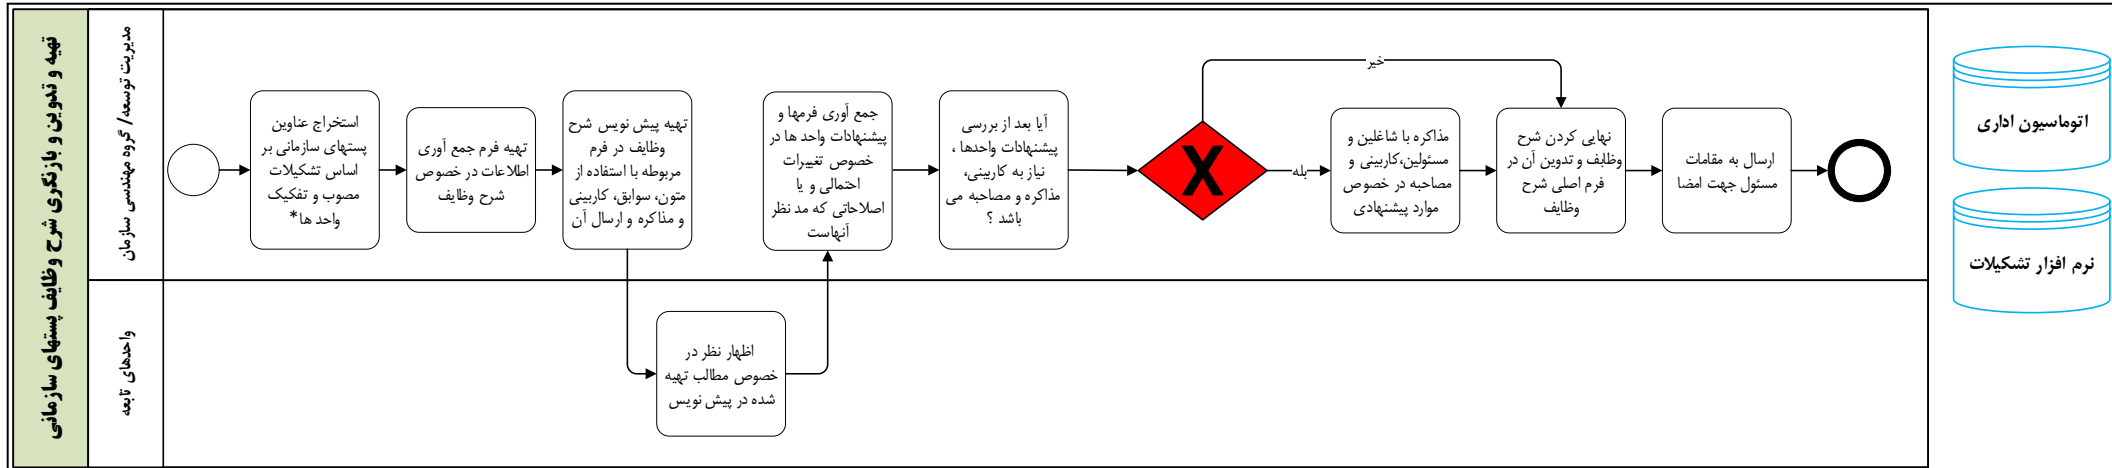 تهیه و تدوین و بازنگری شرح وظایف پستهای سازمانی
مدیریت توسعه/ گروه مهندسی سازمان
واحدهای تابعه
استخراج عناوین
پستهای سازمانی بر
اساس تشکیلات
مصوب و تفکیک
واحد ها*
تهیه فرم جمع آوری
اطلاعات در خصوص
شرح وظایف
تهیه پیش نویس شرح
وظایف در فرم
مربوطه با استفاده از
متون، سوابق، کاربینی
و مذاکره و ارسال آن
اظهار نظر در
خصوص مطالب تهیه
شده در پیش نویس
جمع آوری فرمها و
پیشنهادات واحد ها در
خصوص تغییرات
احتمالی و یا
اصلاحاتی که مد نظر
آنهاست
آیا بعد از بررسی
پیشنهادات واحدها ،
نیاز به کاربینی،
مذاکره و مصاحبه می
باشد ؟
X
خیر
بله
مذاکره با شاغلین و
مسئولین،کاربینی و
مصاحبه در خصوص
موارد پیشنهادی
نهایی کردن شرح
وظایف و تدوین آن در
فرم اصلی شرح
وظایف
ارسال به مقامات
مسئول جهت امضا
اتوماسیون اداری
نرم افزار تشکیلات